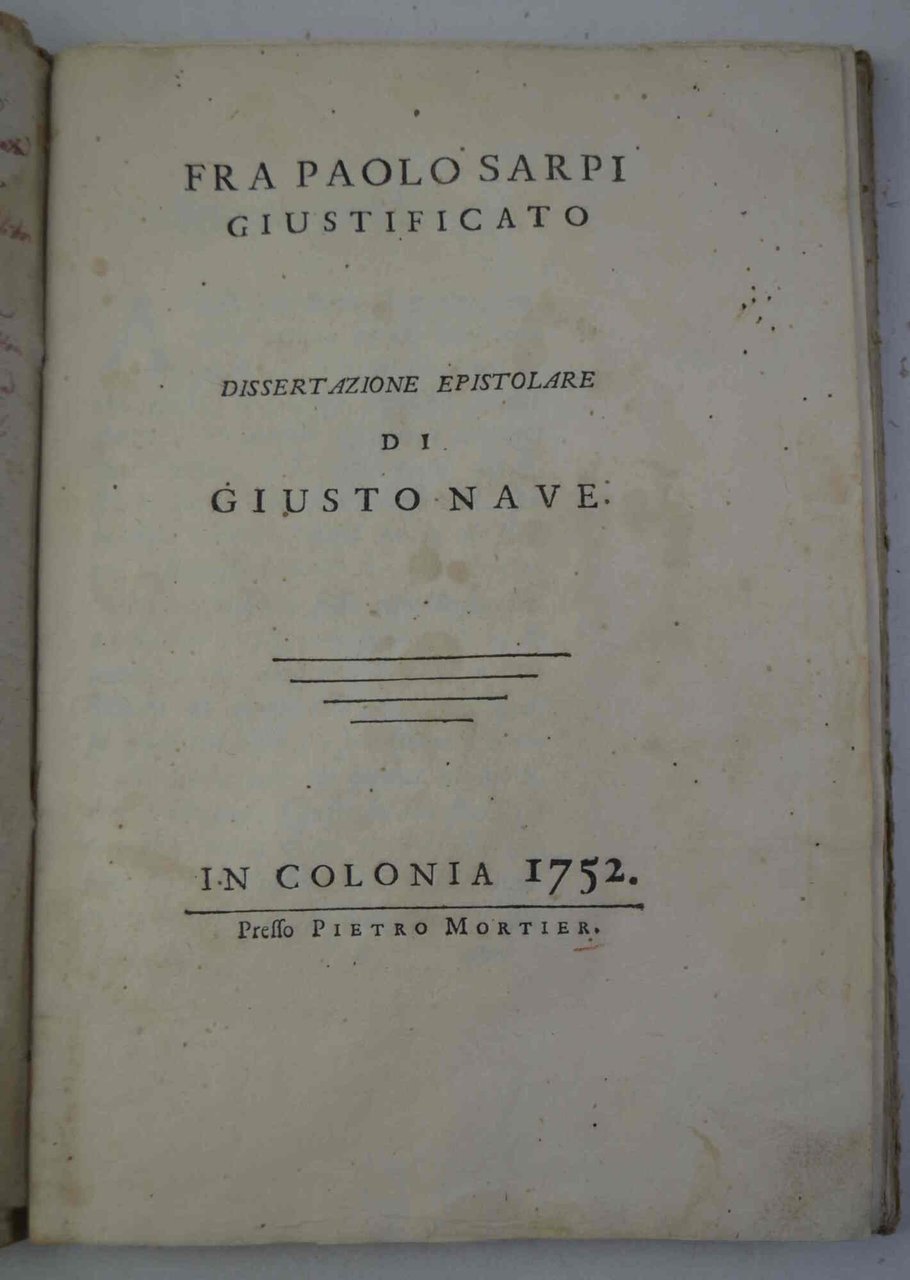 FRA PAOLO SARPI
GIUSTIFICATO
DISSERTAZIONE EPISTOLARE
DI
GIUSTO NAVE.
IN COLONIA 1752.
Preſſo PIETRO MORTIER.